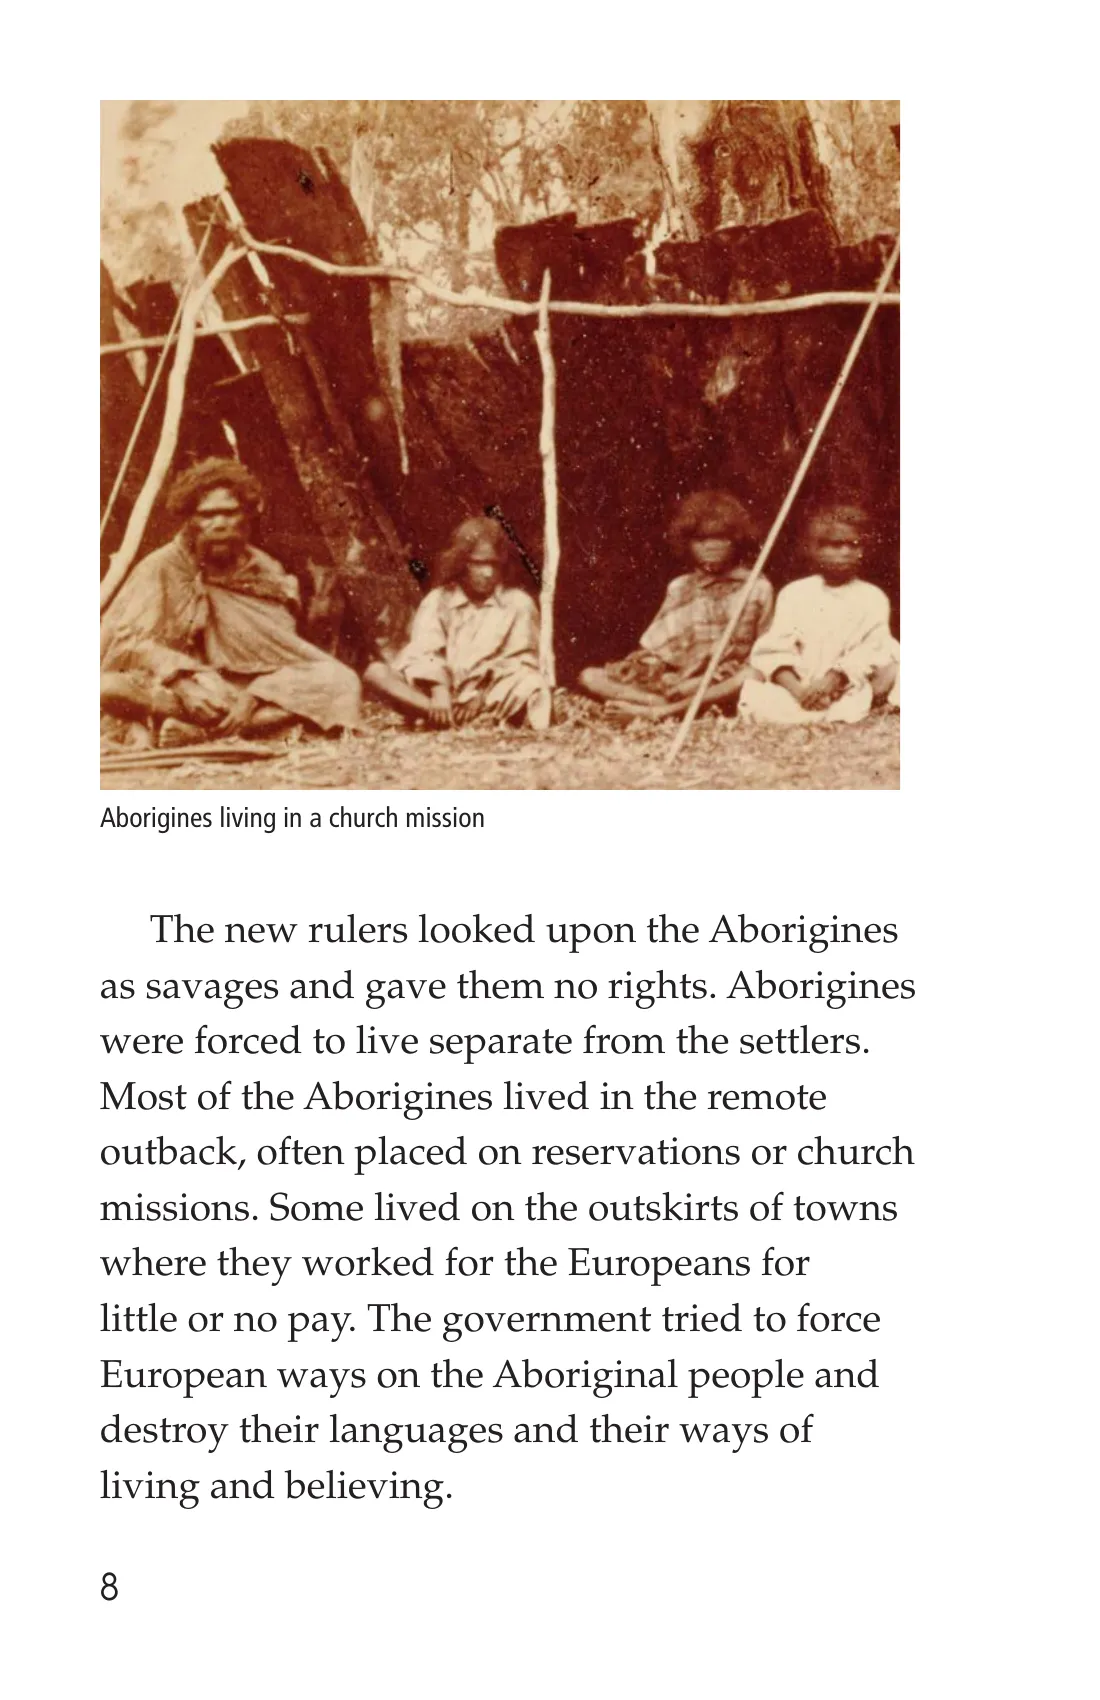 Aborigines living in a church mission
The new rulers looked upon the Aborigines
as savages and gave them no rights. Aborigines
were forced to live separate from the settlers.
Most of the Aborigines lived in the remote
outback, often placed on reservations or church
missions. Some lived on the outskirts of towns
where they worked for the Europeans for
little or no pay. The government tried to force
European ways on the Aboriginal people and
destroy their languages and their ways of
living and believing.
8